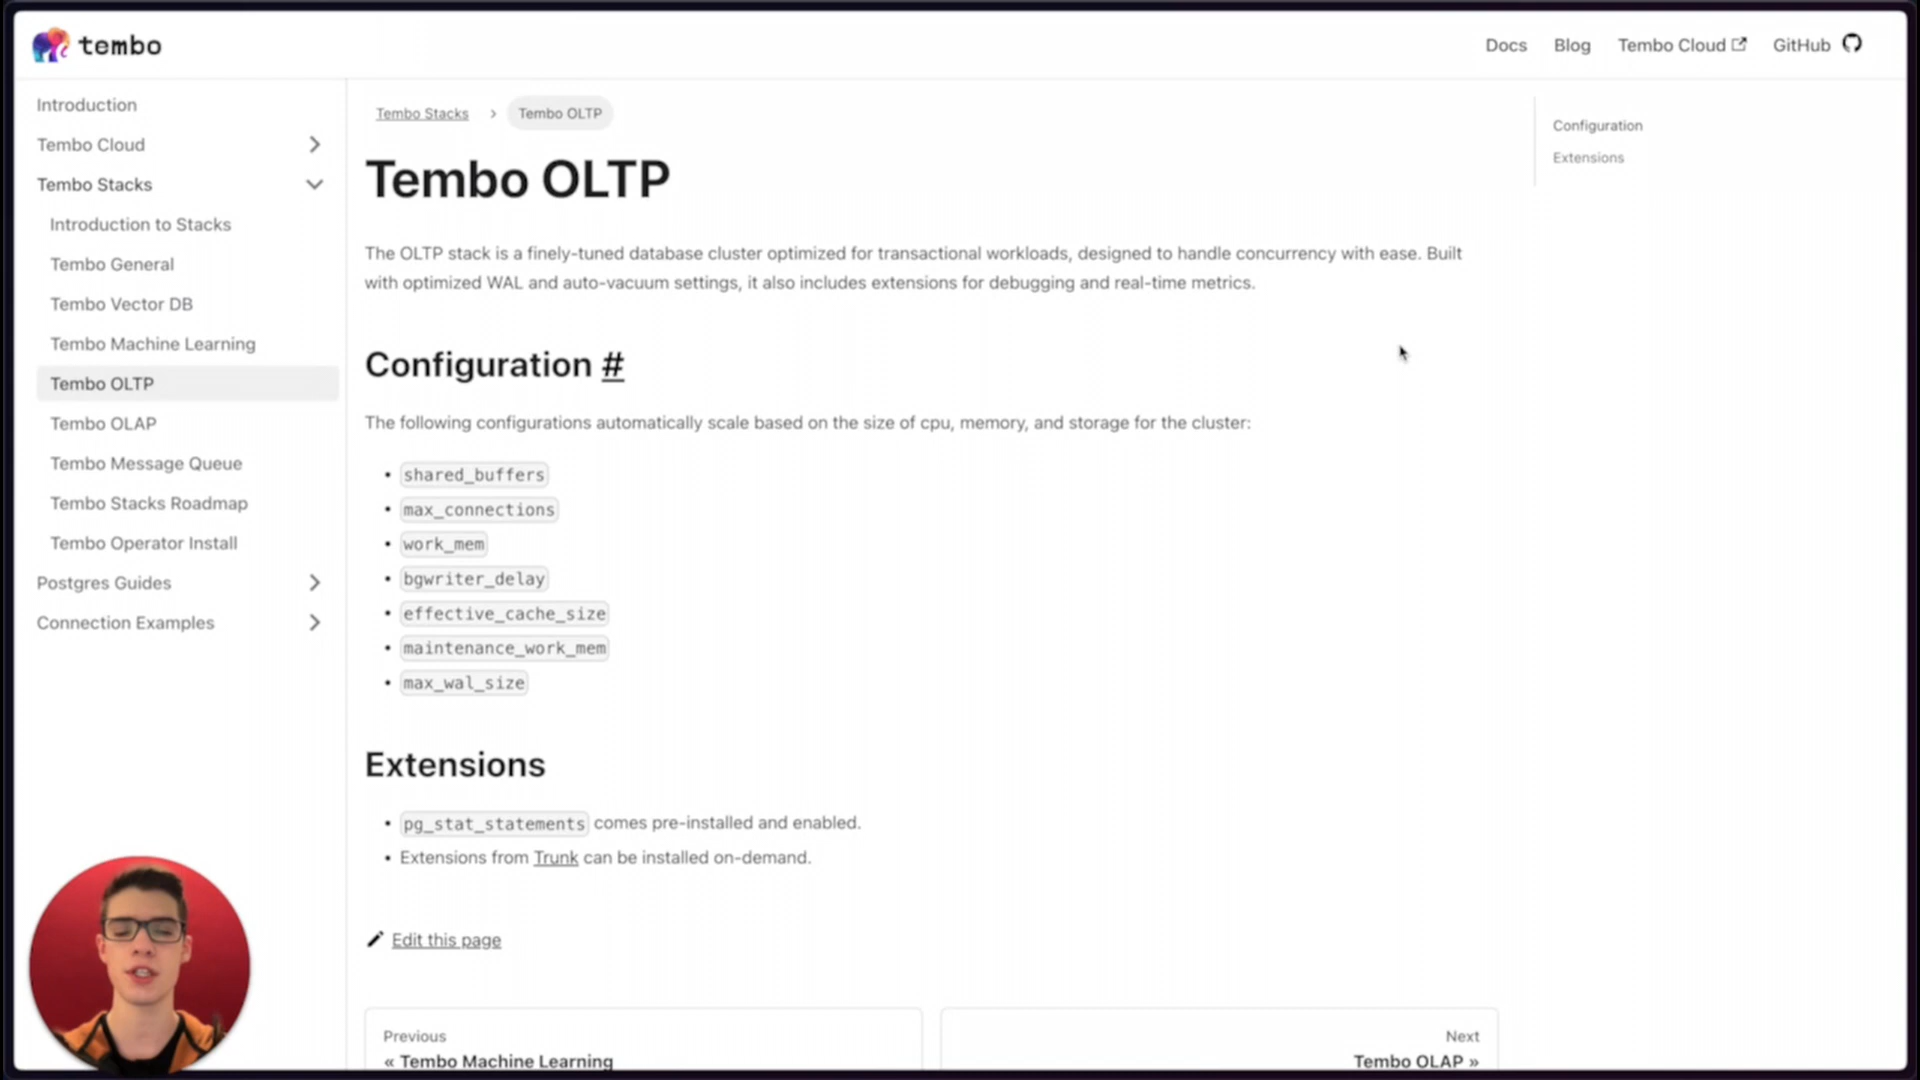 tembo
Docs
Blog
Tembo Cloud
GitHub
Introduction
Tembo Cloud
Tembo Stacks
Introduction to Stacks
Tembo General
Tembo Vector DB
Tembo Machine Learning
Tembo OLTP
Tembo OLAP
Tembo Message Queue
Tembo Stacks Roadmap
Tembo Operator Install
Postgres Guides
Connection Examples
Tembo Stacks > Tembo OLTP
Tembo OLTP
The OLTP stack is a finely-tuned database cluster optimized for transactional workloads, designed to handle concurrency with ease. Built
with optimized WAL and auto-vacuum settings, it also includes extensions for debugging and real-time metrics.
Configuration #
The following configurations automatically scale based on the size of cpu, memory, and storage for the cluster:
• shared_buffers
• max_connections
• work_mem
• bgwriter_delay
• effective_cache_size
• maintenance_work_mem
• max_wal_size
Extensions
• pg_stat_statements comes pre-installed and enabled.
• Extensions from Trunk can be installed on-demand.
Edit this page
Previous
« Tembo Machine Learning
Next
Tembo OLAP »
Configuration
Extensions